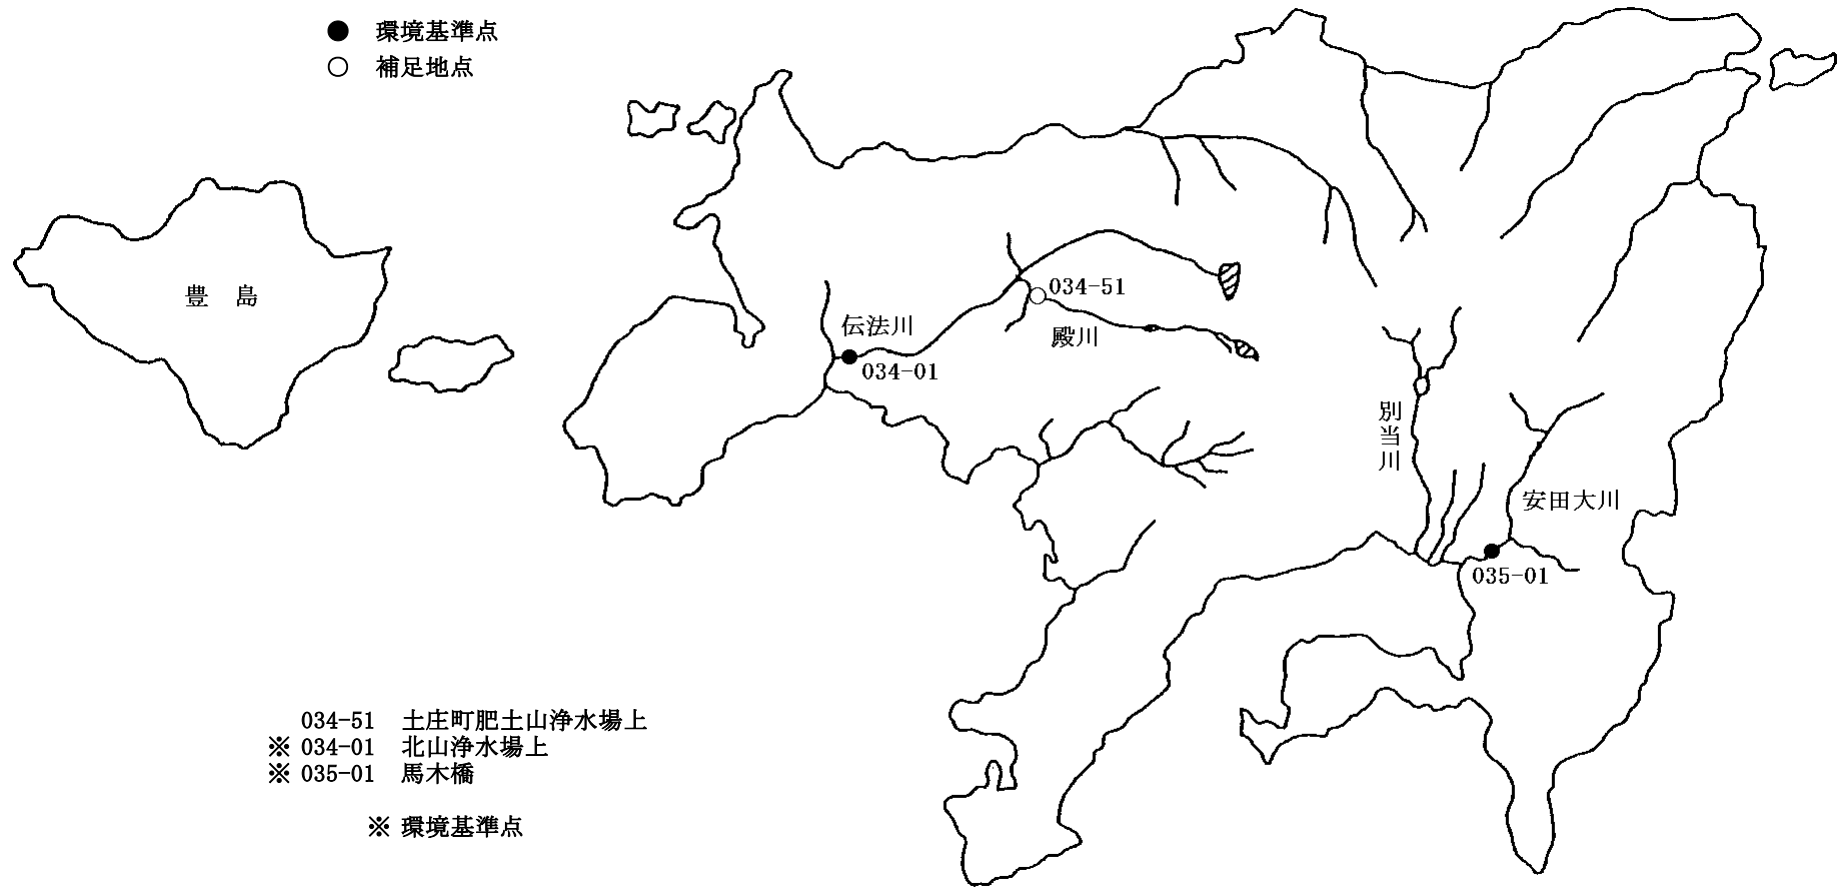 ● 環境基準点
○ 補足地点
豊 島
034-51
伝法川
殿川
034-01
別当川
安田大川
035-01
034-51 土庄町肥土山浄水場上
※ 034-01 北山浄水場上
※ 035-01 馬木橋
※ 環境基準点